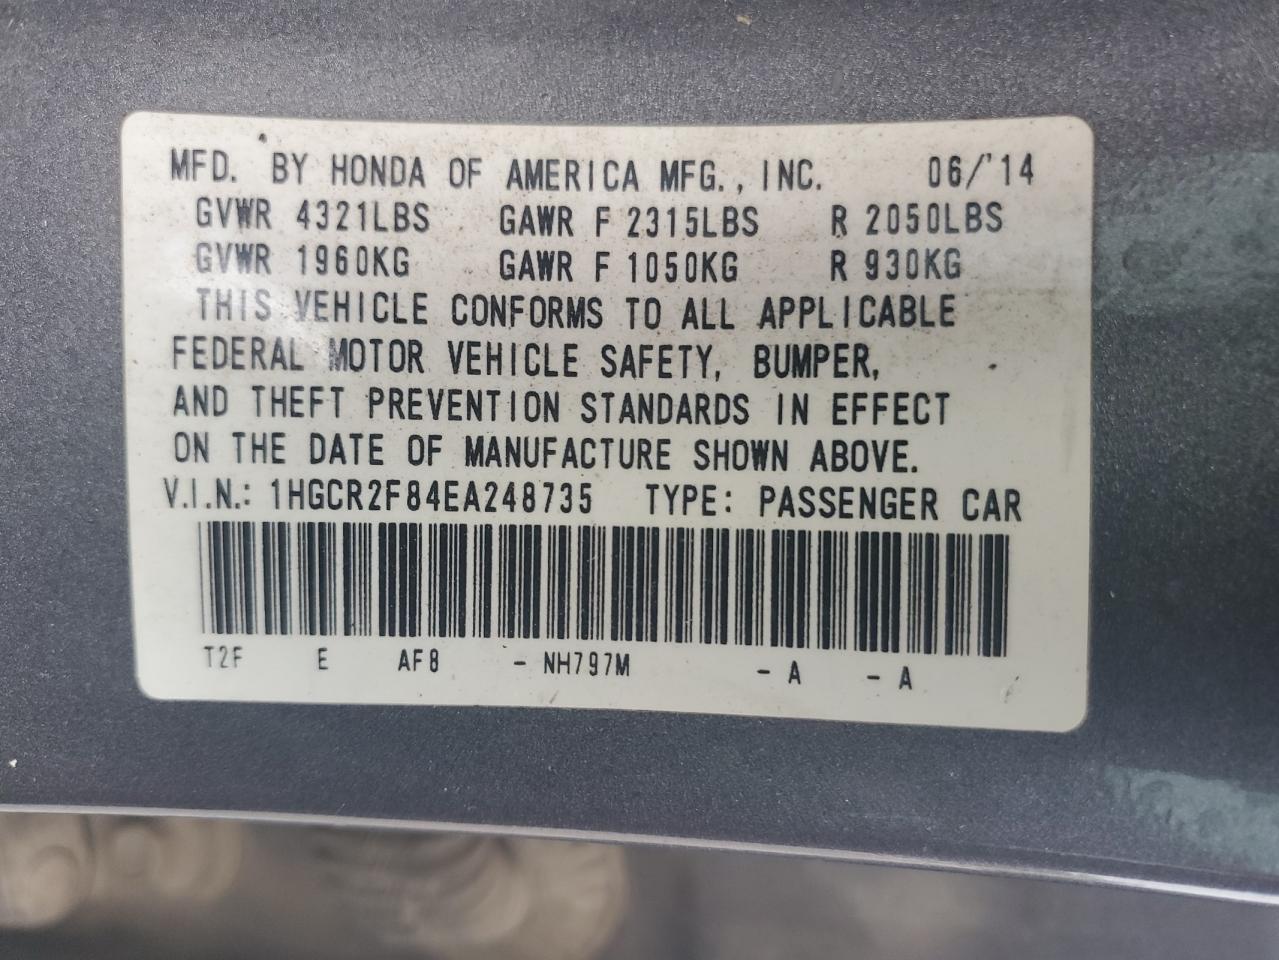 MFD. BY HONDA OF AMERICA MFG., INC. 06/'14
GVWR 4321LBS GAWR F 2315LBS R 2050LBS
GVWR 1960KG GAWR F 1050KG R 930KG
THIS VEHICLE CONFORMS TO ALL APPLICABLE
FEDERAL MOTOR VEHICLE SAFETY, BUMPER,
AND THEFT PREVENTION STANDARDS IN EFFECT
ON THE DATE OF MANUFACTURE SHOWN ABOVE.
V.I.N.: 1HGCR2F84EA248735 TYPE: PASSENGER CAR
T2F E AF8 - NH797M - A - A